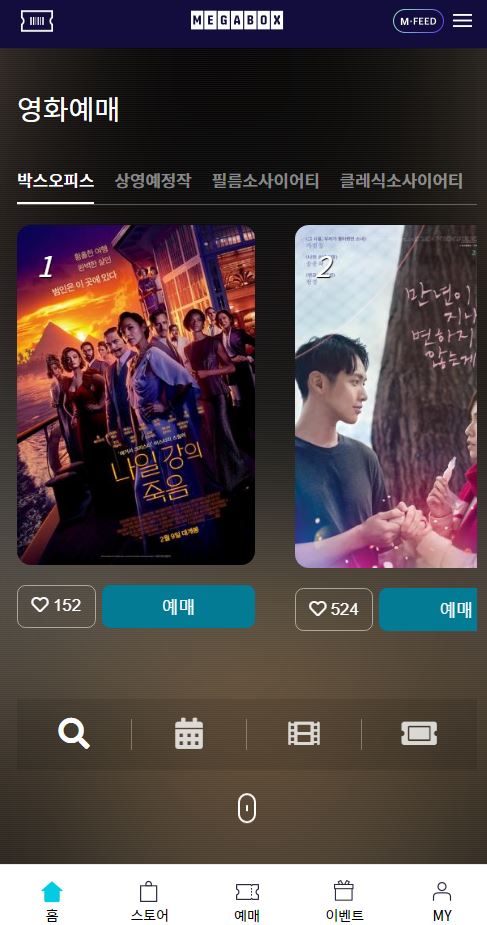 MEGABOX
M·FEED
영화예매
박스오피스 상영예정작 필름소사이어티 클래식소사이어티
1
황홀한 여행
완벽한 살인
범인은 이 곳에 있다
나일 강의
죽음
2월 9일 대개봉
152 예매
2
만년이
지나
변하지
않는게
524 예매
홈 스토어 예매 이벤트 MY